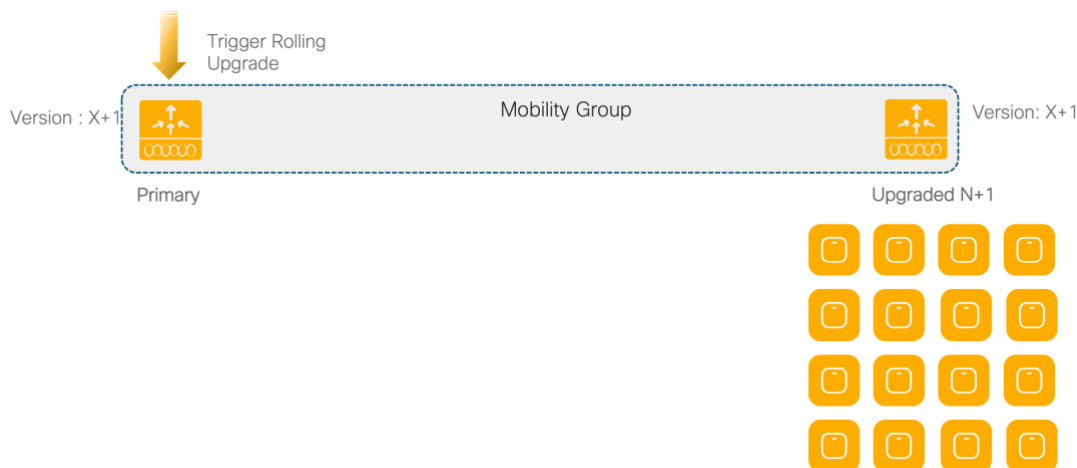 Trigger Rolling
Upgrade
Version : X+1
Mobility Group
Version: X+1
Primary
Upgraded N+1